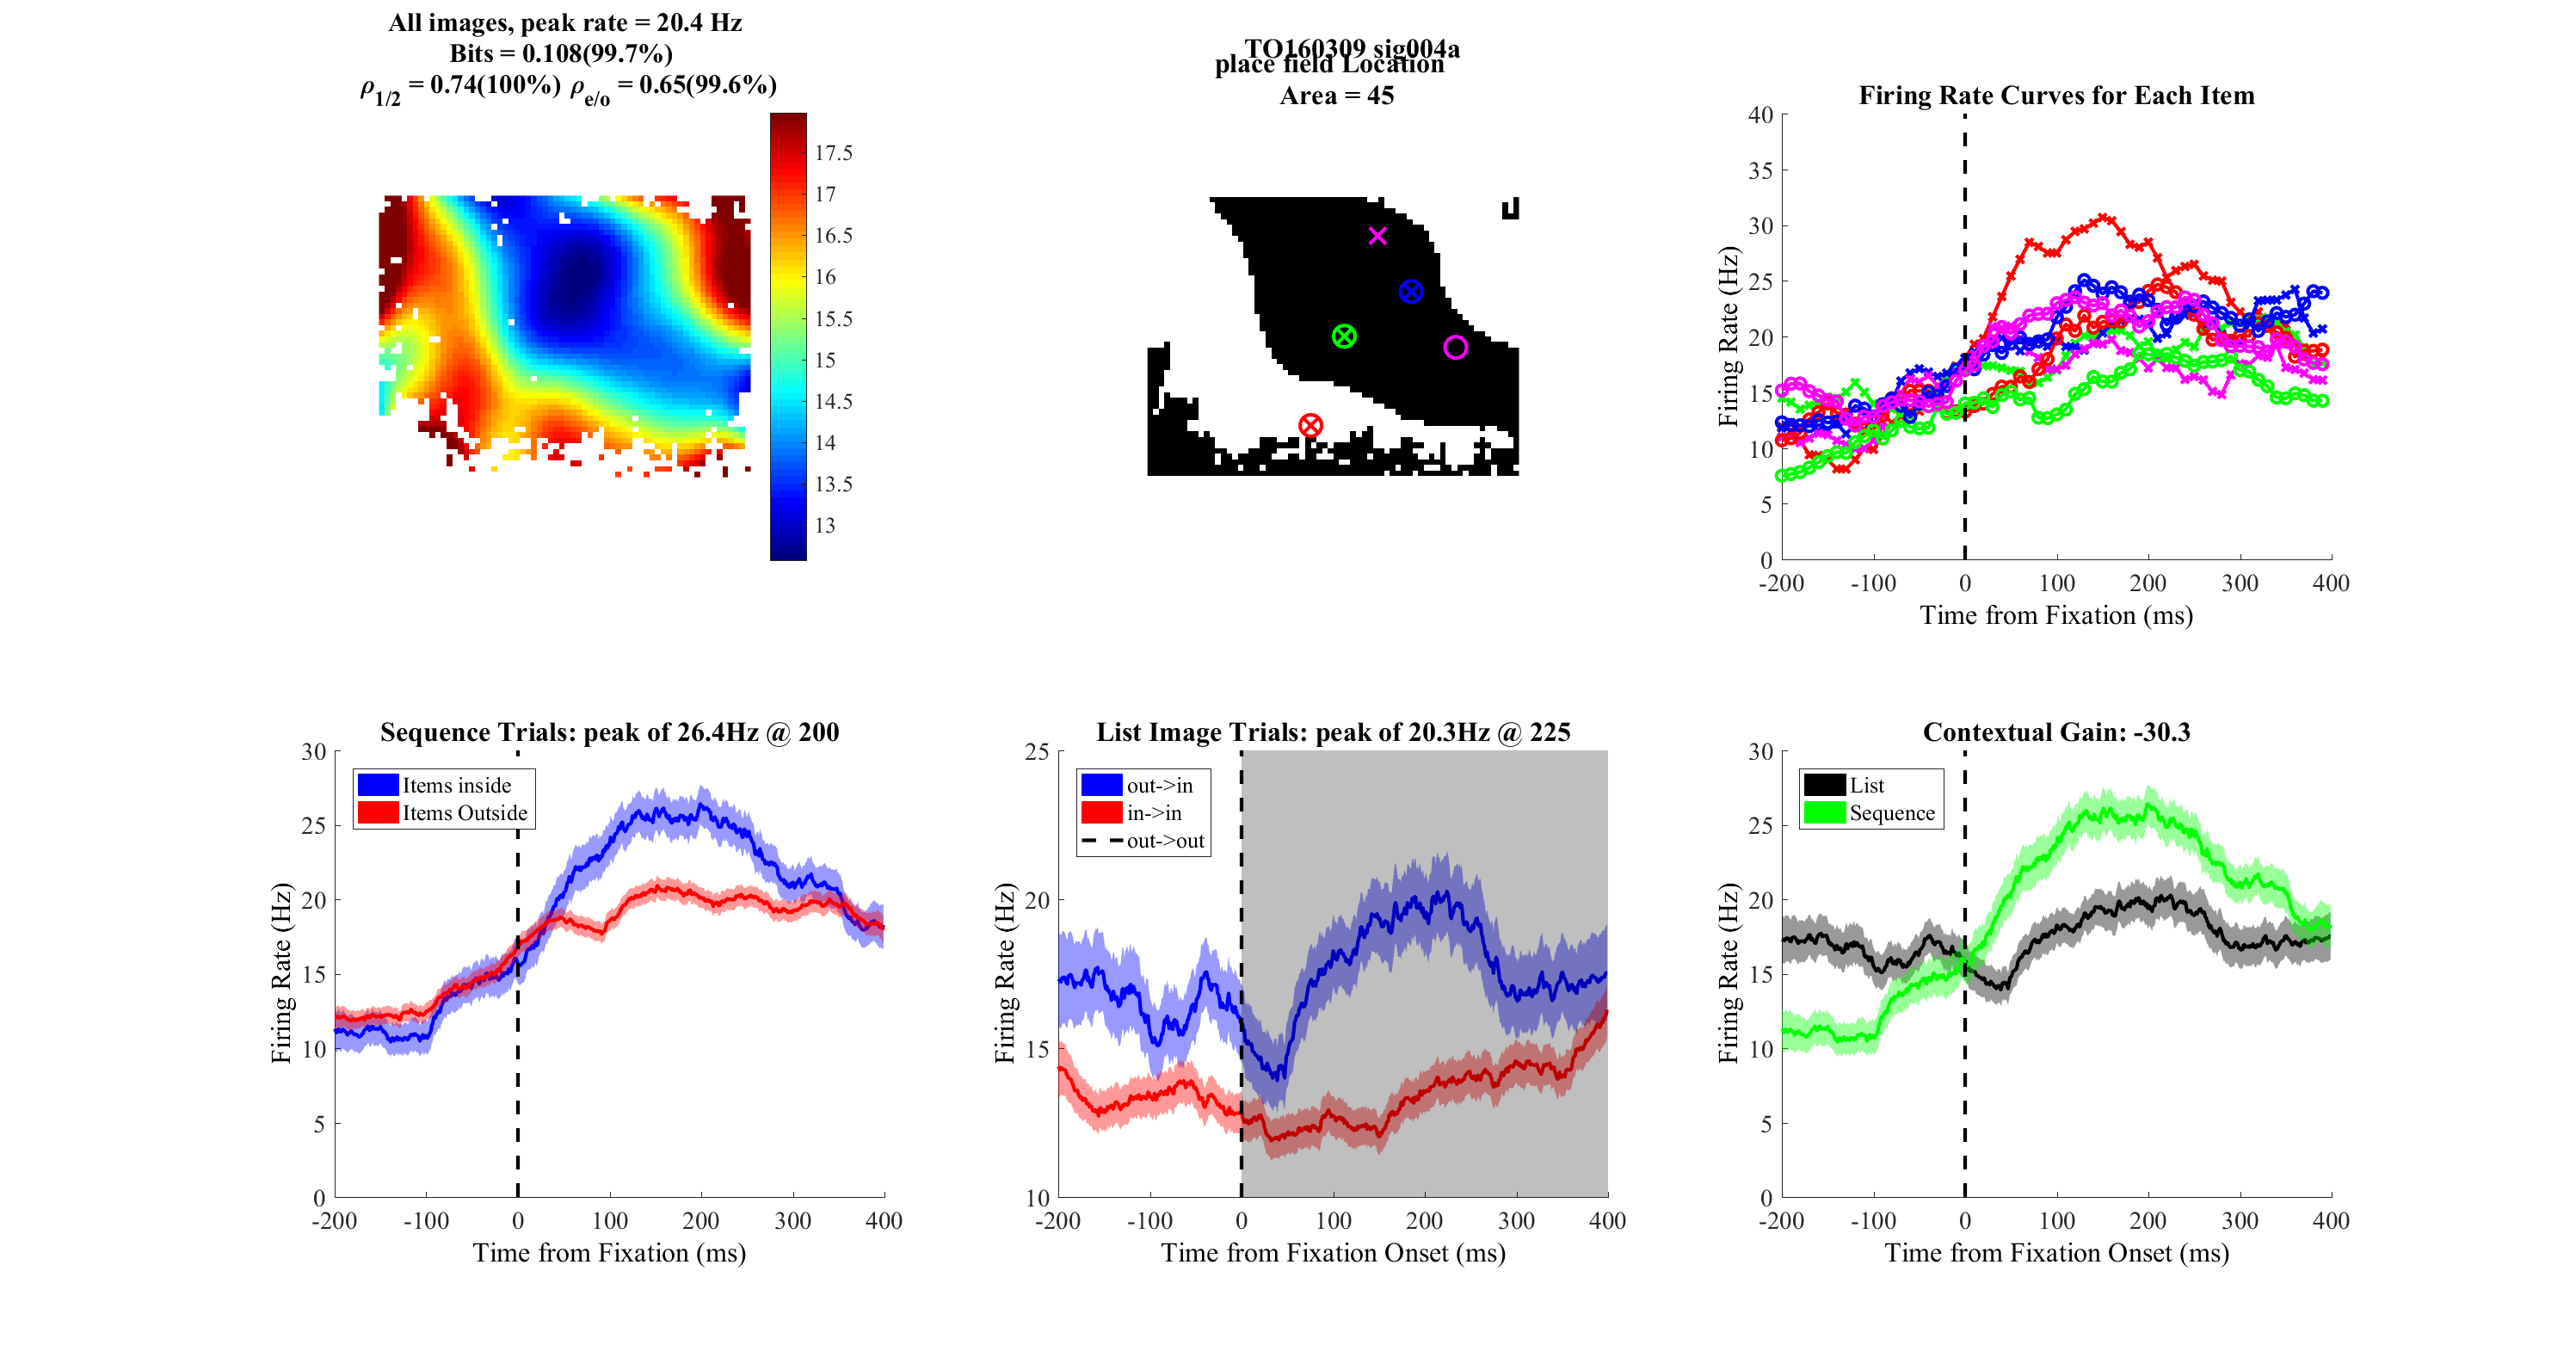 All images, peak rate = 20.4 Hz
Bits = 0.108(99.7%)
ρ1/2 = 0.74(100%) ρe/o = 0.65(99.6%)
17.5
17
16.5
16
15.5
15
14.5
14
13.5
13
TO160309 sig004a
place field Location
Area = 45
Firing Rate Curves for Each Item
Firing Rate (Hz)
40
35
30
25
20
15
10
5
0
-200 -100 0 100 200 300 400
Time from Fixation (ms)
Sequence Trials: peak of 26.4Hz @ 200
Items inside
Items Outside
Firing Rate (Hz)
30
25
20
15
10
5
0
-200 -100 0 100 200 300 400
Time from Fixation (ms)
List Image Trials: peak of 20.3Hz @ 225
out->in
in->in
out->out
Firing Rate (Hz)
25
20
15
10
-200 -100 0 100 200 300 400
Time from Fixation Onset (ms)
Contextual Gain: -30.3
List
Sequence
Firing Rate (Hz)
30
25
20
15
10
5
0
-200 -100 0 100 200 300 400
Time from Fixation Onset (ms)